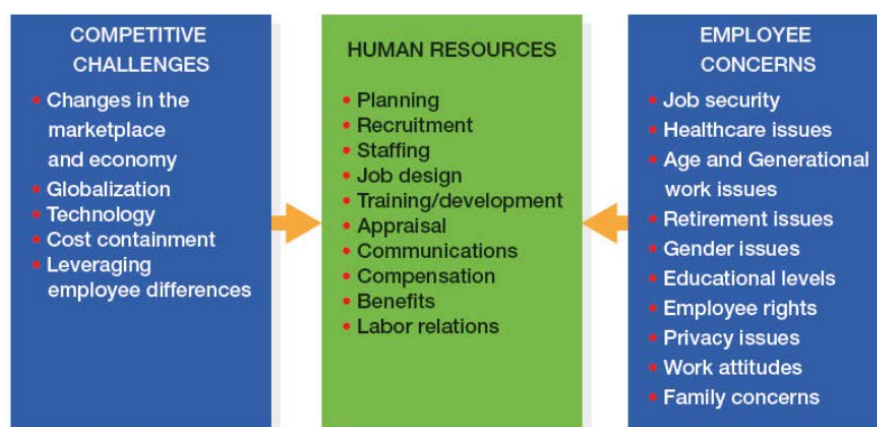 COMPETITIVE
CHALLENGES
• Changes in the
marketplace
and economy
• Globalization
• Technology
• Cost containment
• Leveraging
employee differences
HUMAN RESOURCES
• Planning
• Recruitment
• Staffing
• Job design
• Training/development
• Appraisal
• Communications
• Compensation
• Benefits
• Labor relations
EMPLOYEE
CONCERNS
• Job security
• Healthcare issues
• Age and Generational
work issues
• Retirement issues
• Gender issues
• Educational levels
• Employee rights
• Privacy issues
• Work attitudes
• Family concerns